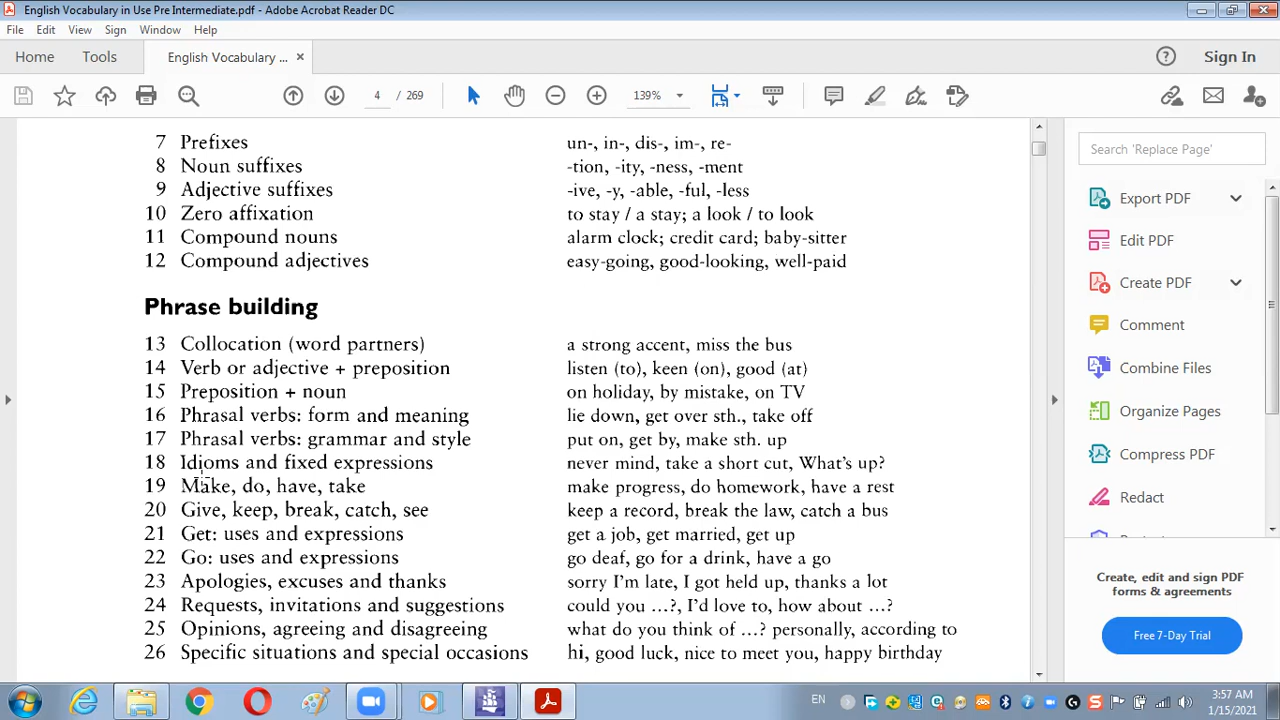 English Vocabulary in Use Pre Intermediate.pdf - Adobe Acrobat Reader DC
File Edit View Sign Window Help
Home Tools English Vocabulary ... × Sign In
4 / 269 139%
7 Prefixes un-, in-, dis-, im-, re-
8 Noun suffixes -tion, -ity, -ness, -ment
9 Adjective suffixes -ive, -y, -able, -ful, -less
10 Zero affixation to stay / a stay; a look / to look
11 Compound nouns alarm clock; credit card; baby-sitter
12 Compound adjectives easy-going, good-looking, well-paid
Phrase building
13 Collocation (word partners) a strong accent, miss the bus
14 Verb or adjective + preposition listen (to), keen (on), good (at)
15 Preposition + noun on holiday, by mistake, on TV
16 Phrasal verbs: form and meaning lie down, get over sth., take off
17 Phrasal verbs: grammar and style put on, get by, make sth. up
18 Idioms and fixed expressions never mind, take a short cut, What's up?
19 Make, do, have, take make progress, do homework, have a rest
20 Give, keep, break, catch, see keep a record, break the law, catch a bus
21 Get: uses and expressions get a job, get married, get up
22 Go: uses and expressions go deaf, go for a drink, have a go
23 Apologies, excuses and thanks sorry I'm late, I got held up, thanks a lot
24 Requests, invitations and suggestions could you ...?, I'd love to, how about ...?
25 Opinions, agreeing and disagreeing what do you think of ...? personally, according to
26 Specific situations and special occasions hi, good luck, nice to meet you, happy birthday
Search 'Replace Page'
Export PDF
Edit PDF
Create PDF
Comment
Combine Files
Organize Pages
Compress PDF
Redact
Create, edit and sign PDF
forms & agreements
Free 7-Day Trial
EN
3:57 AM
1/15/2021